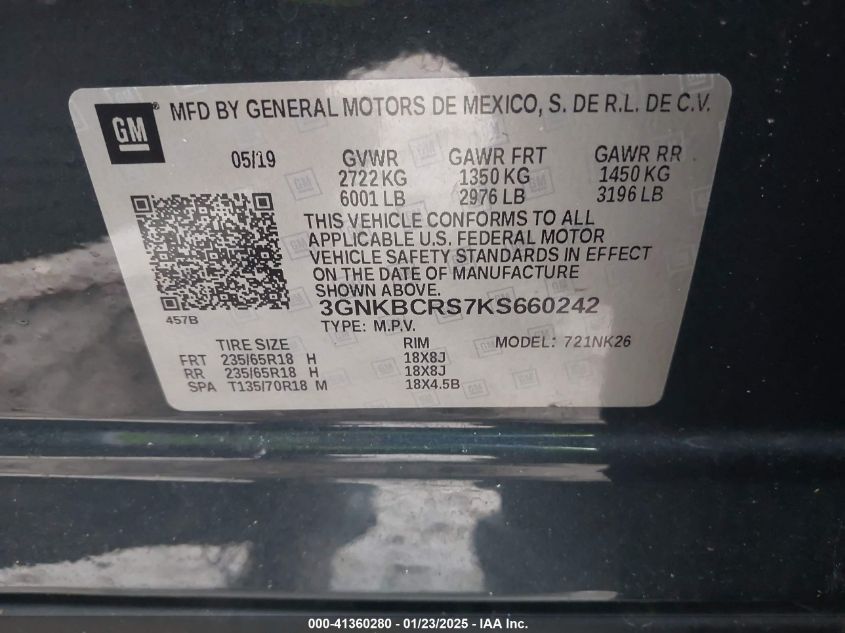 GM ® MFD BY GENERAL MOTORS DE MEXICO, S. DE R.L. DE C.V.
05/19 GVWR GAWR FRT GAWR RR
2722 KG 1350 KG 1450 KG
6001 LB 2976 LB 3196 LB
THIS VEHICLE CONFORMS TO ALL
APPLICABLE U.S. FEDERAL MOTOR
VEHICLE SAFETY STANDARDS IN EFFECT
ON THE DATE OF MANUFACTURE
SHOWN ABOVE.
457B 3GNKBCRS7KS660242
TYPE: M.P.V. MODEL: 721NK26
TIRE SIZE RIM
FRT 235/65R18 H 18X8J
RR 235/65R18 H 18X8J
SPA T135/70R18 M 18X4.5B
000-41360280 - 01/23/2025 - IAA Inc.